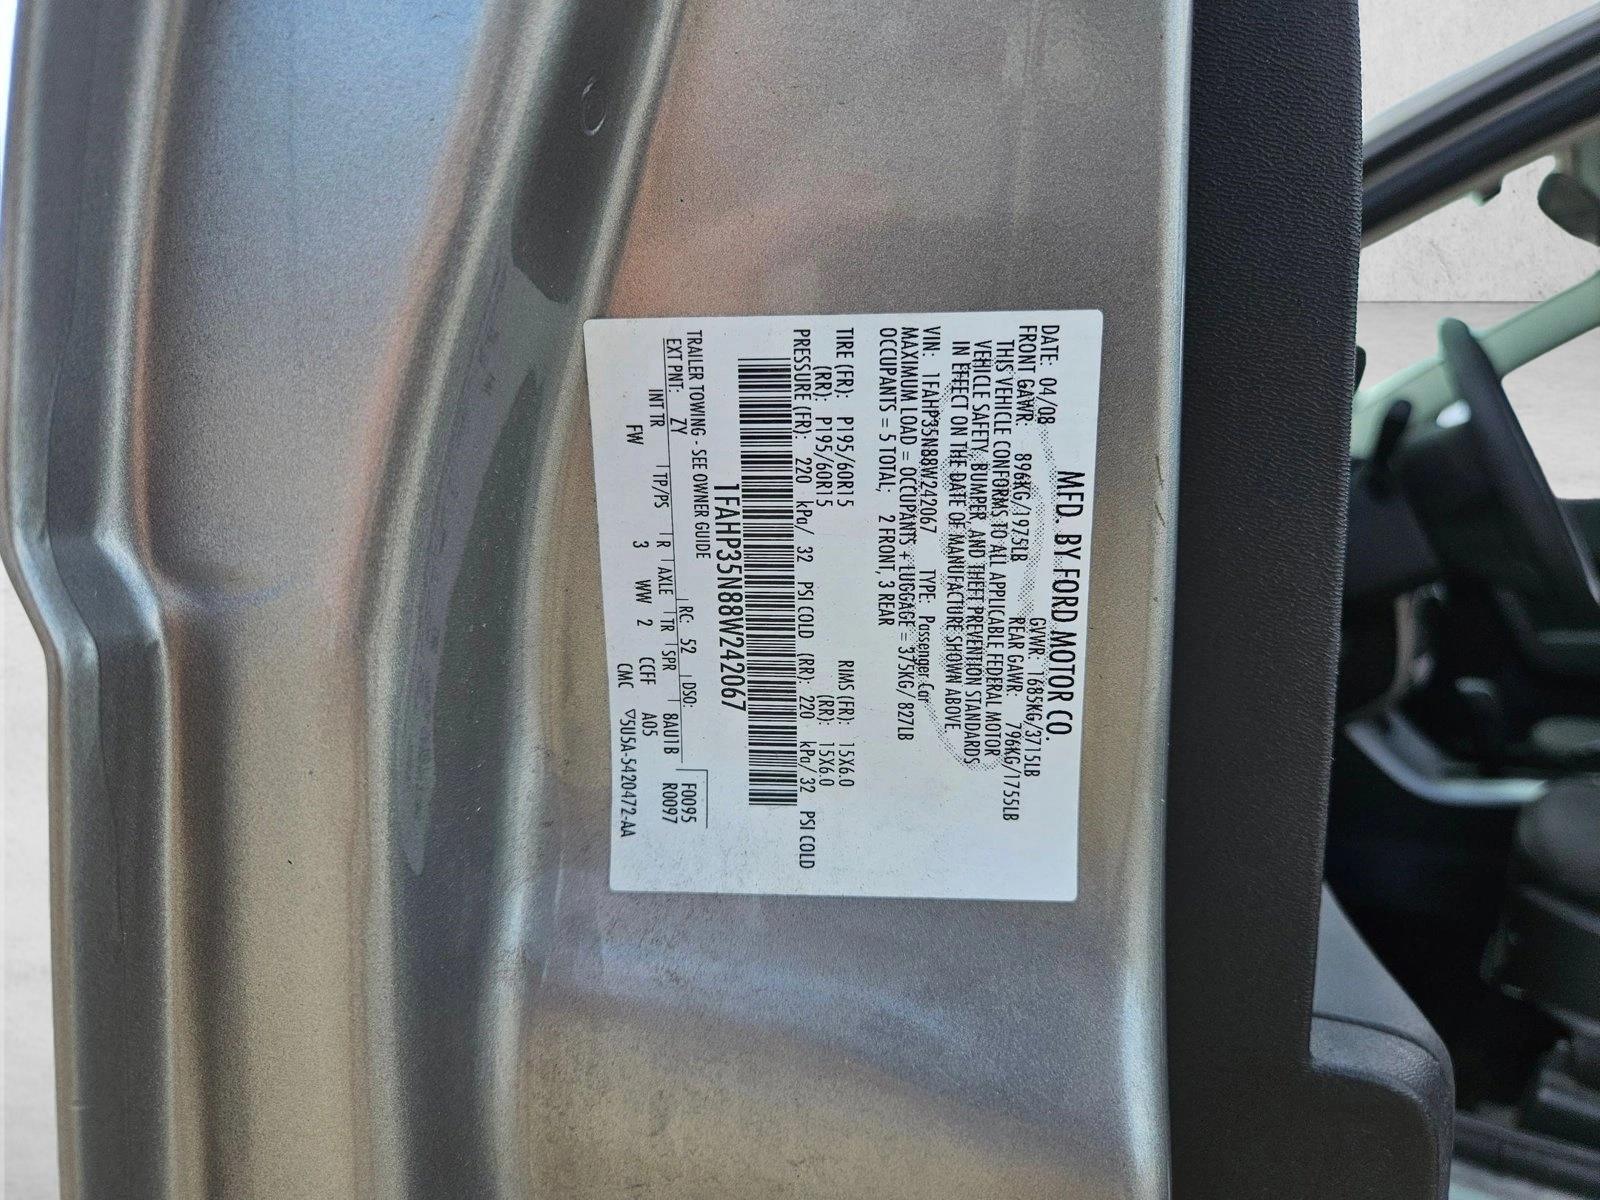 MFD. BY FORD MOTOR CO.
DATE: 04/08 GVWR: 1685KG/3715LB
FRONT GAWR: 896KG/1975LB REAR GAWR: 796KG/1755LB
THIS VEHICLE CONFORMS TO ALL APPLICABLE FEDERAL MOTOR
VEHICLE SAFETY, BUMPER, AND THEFT PREVENTION STANDARDS
IN EFFECT ON THE DATE OF MANUFACTURE SHOWN ABOVE.
VIN: 1FAHP35N88W242067 TYPE: Passenger Car
MAXIMUM LOAD = OCCUPANTS + LUGGAGE = 375KG/ 827LB
OCCUPANTS = 5 TOTAL; 2 FRONT, 3 REAR
TIRE (FR): P195/60R15 RIMS (FR): 15X6.0
(RR): P195/60R15 (RR): 15X6.0
PRESSURE (FR): 220 kPa/ 32 PSI COLD (RR): 220 kPa/ 32 PSI COLD
1FAHP35N88W242067
TRAILER TOWING - SEE OWNER GUIDE
EXT PNT: ZY RC: 52 DSO: F0095
INT TR TP/PS R AXLE TR SPR 8AU1B R0097
FW 3 WW 2 CCFF A05
CMC ▽5U5A-5420472-AA